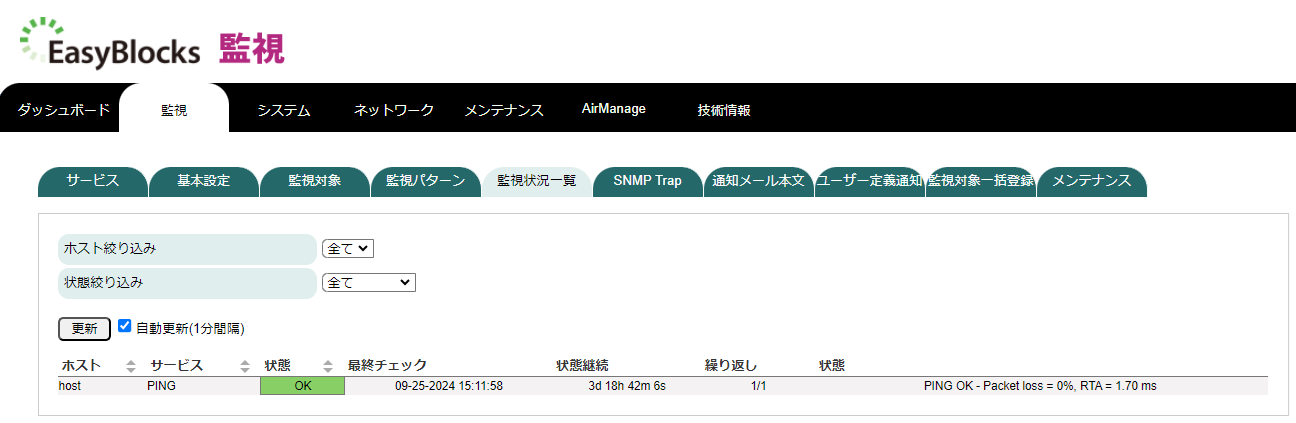 EasyBlocks 監視
ダッシュボード 監視 システム ネットワーク メンテナンス AirManage 技術情報
サービス 基本設定 監視対象 監視パターン 監視状況一覧 SNMP Trap 通知メール本文 ユーザー定義通知 監視対象一括登録 メンテナンス
ホスト絞り込み 全て
状態絞り込み 全て
更新 自動更新(1分間隔)
ホスト サービス 状態 最終チェック 状態継続 繰り返し 状態
host PING OK 09-25-2024 15:11:58 3d 18h 42m 6s 1/1 PING OK - Packet loss = 0%, RTA = 1.70 ms